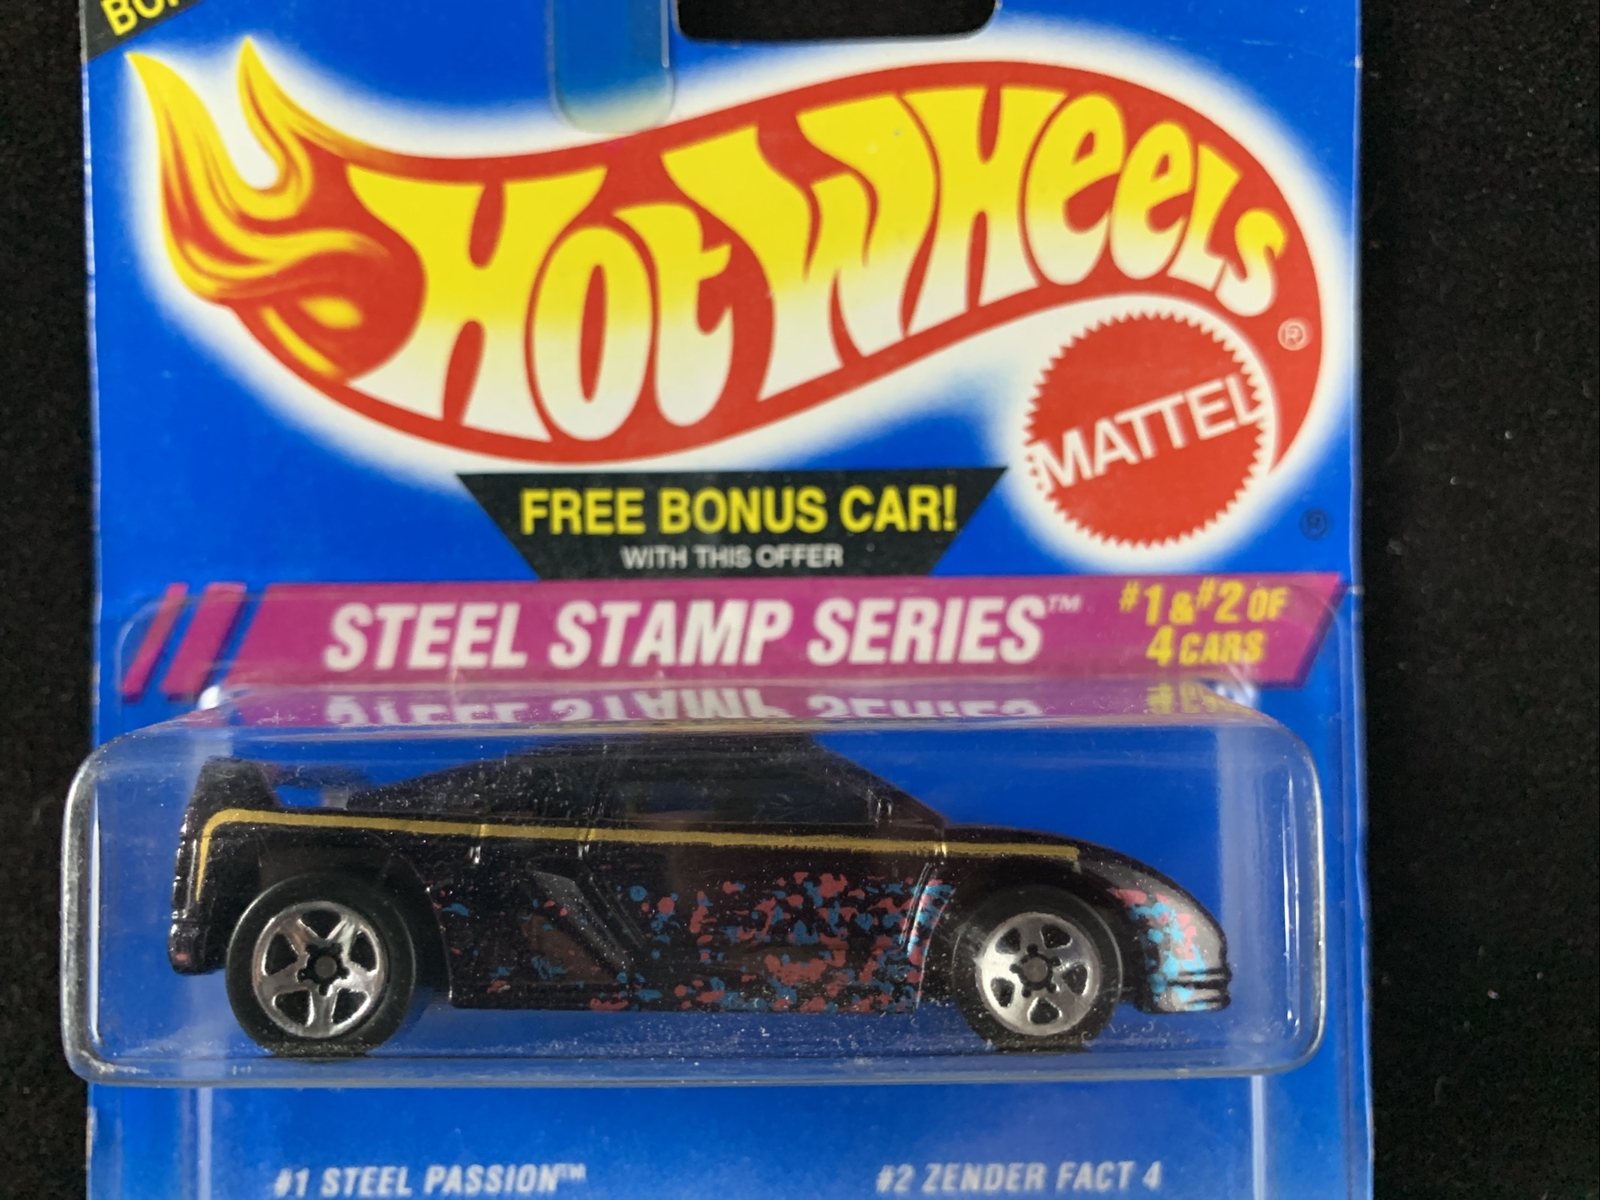 HOT WHEELS ®
MATTEL
®
FREE BONUS CAR!
WITH THIS OFFER
STEEL STAMP SERIES™
#1 & #2 OF
4 CARS
#1 STEEL PASSION™
#2 ZENDER FACT 4